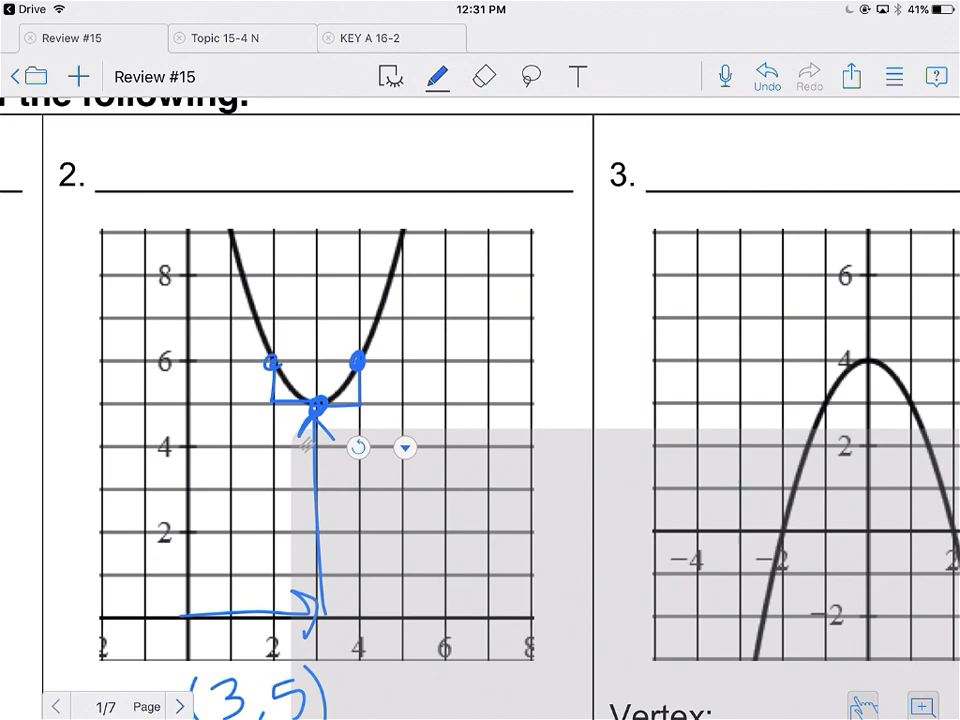 Drive 12:31 PM 41%
Review #15 Topic 15-4 N KEY A 16-2
Review #15 T Undo Redo ?
the following:
2. 3.
8
6
4
2
2 2 4 6 8
6
4
2
-4 -2 2
-2
(3,5)
1/7 Page
Vertex: